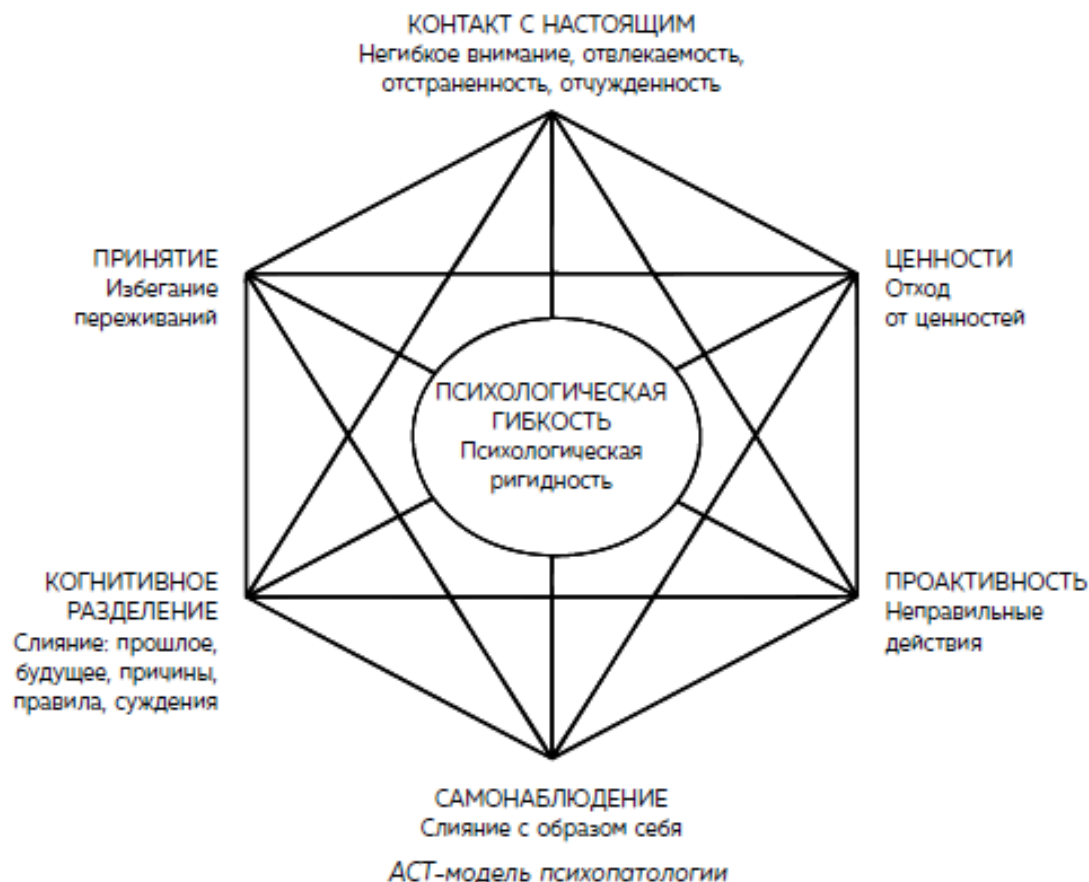 КОНТАКТ С НАСТОЯЩИМ
Негибкое внимание, отвлекаемость,
отстраненность, отчужденность
ПРИНЯТИЕ
Избегание
переживаний
ЦЕННОСТИ
Отход
от ценностей
ПСИХОЛОГИЧЕСКАЯ
ГИБКОСТЬ
Психологическая
ригидность
КОГНИТИВНОЕ
РАЗДЕЛЕНИЕ
Слияние: прошлое,
будущее, причины,
правила, суждения
ПРОАКТИВНОСТЬ
Неправильные
действия
САМОНАБЛЮДЕНИЕ
Слияние с образом себя
АСТ-модель психопатологии